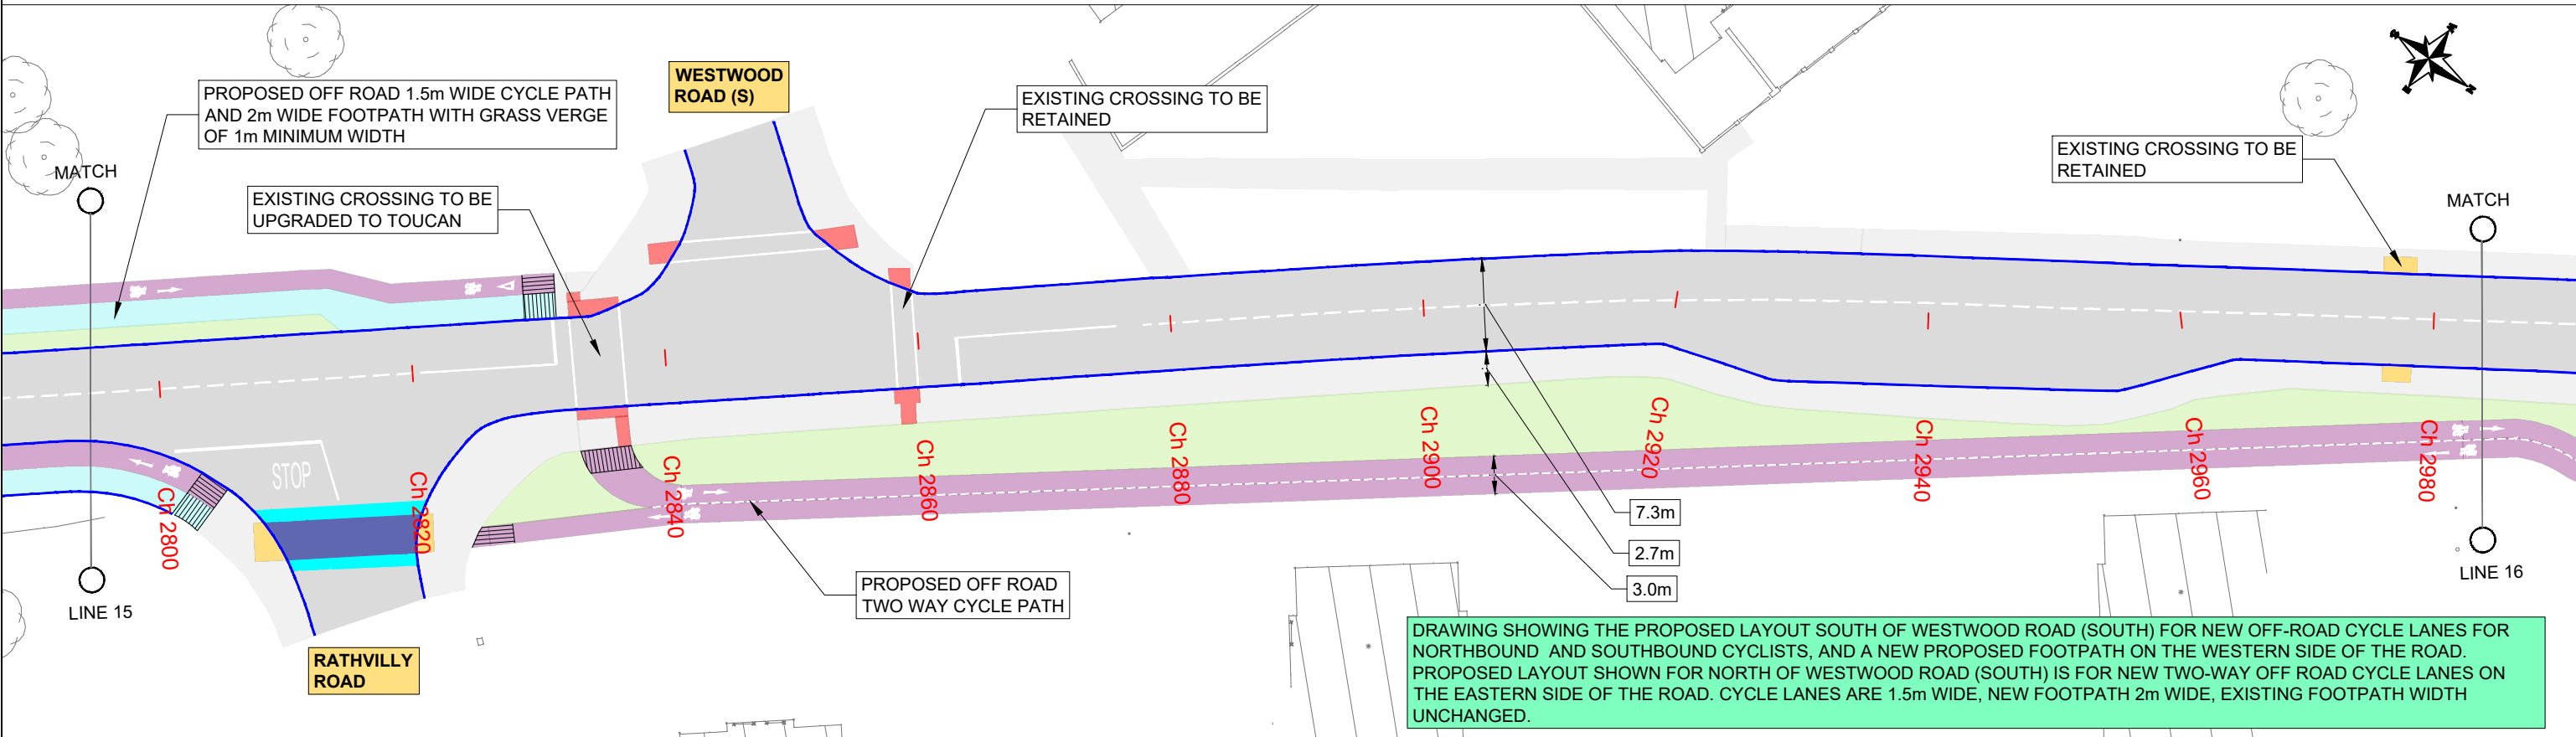 PROPOSED OFF ROAD 1.5m WIDE CYCLE PATH
AND 2m WIDE FOOTPATH WITH GRASS VERGE
OF 1m MINIMUM WIDTH
WESTWOOD
ROAD (S)
EXISTING CROSSING TO BE
RETAINED
EXISTING CROSSING TO BE
RETAINED
MATCH
MATCH
EXISTING CROSSING TO BE
UPGRADED TO TOUCAN
STOP
Ch 2800
Ch 2820
Ch 2840
Ch 2860
Ch 2880
Ch 2900
Ch 2920
Ch 2940
Ch 2960
Ch 2980
7.3m
2.7m
3.0m
PROPOSED OFF ROAD
TWO WAY CYCLE PATH
LINE 15
LINE 16
RATHVILLY
ROAD
DRAWING SHOWING THE PROPOSED LAYOUT SOUTH OF WESTWOOD ROAD (SOUTH) FOR NEW OFF-ROAD CYCLE LANES FOR
NORTHBOUND AND SOUTHBOUND CYCLISTS, AND A NEW PROPOSED FOOTPATH ON THE WESTERN SIDE OF THE ROAD.
PROPOSED LAYOUT SHOWN FOR NORTH OF WESTWOOD ROAD (SOUTH) IS FOR NEW TWO-WAY OFF ROAD CYCLE LANES ON
THE EASTERN SIDE OF THE ROAD. CYCLE LANES ARE 1.5m WIDE, NEW FOOTPATH 2m WIDE, EXISTING FOOTPATH WIDTH
UNCHANGED.